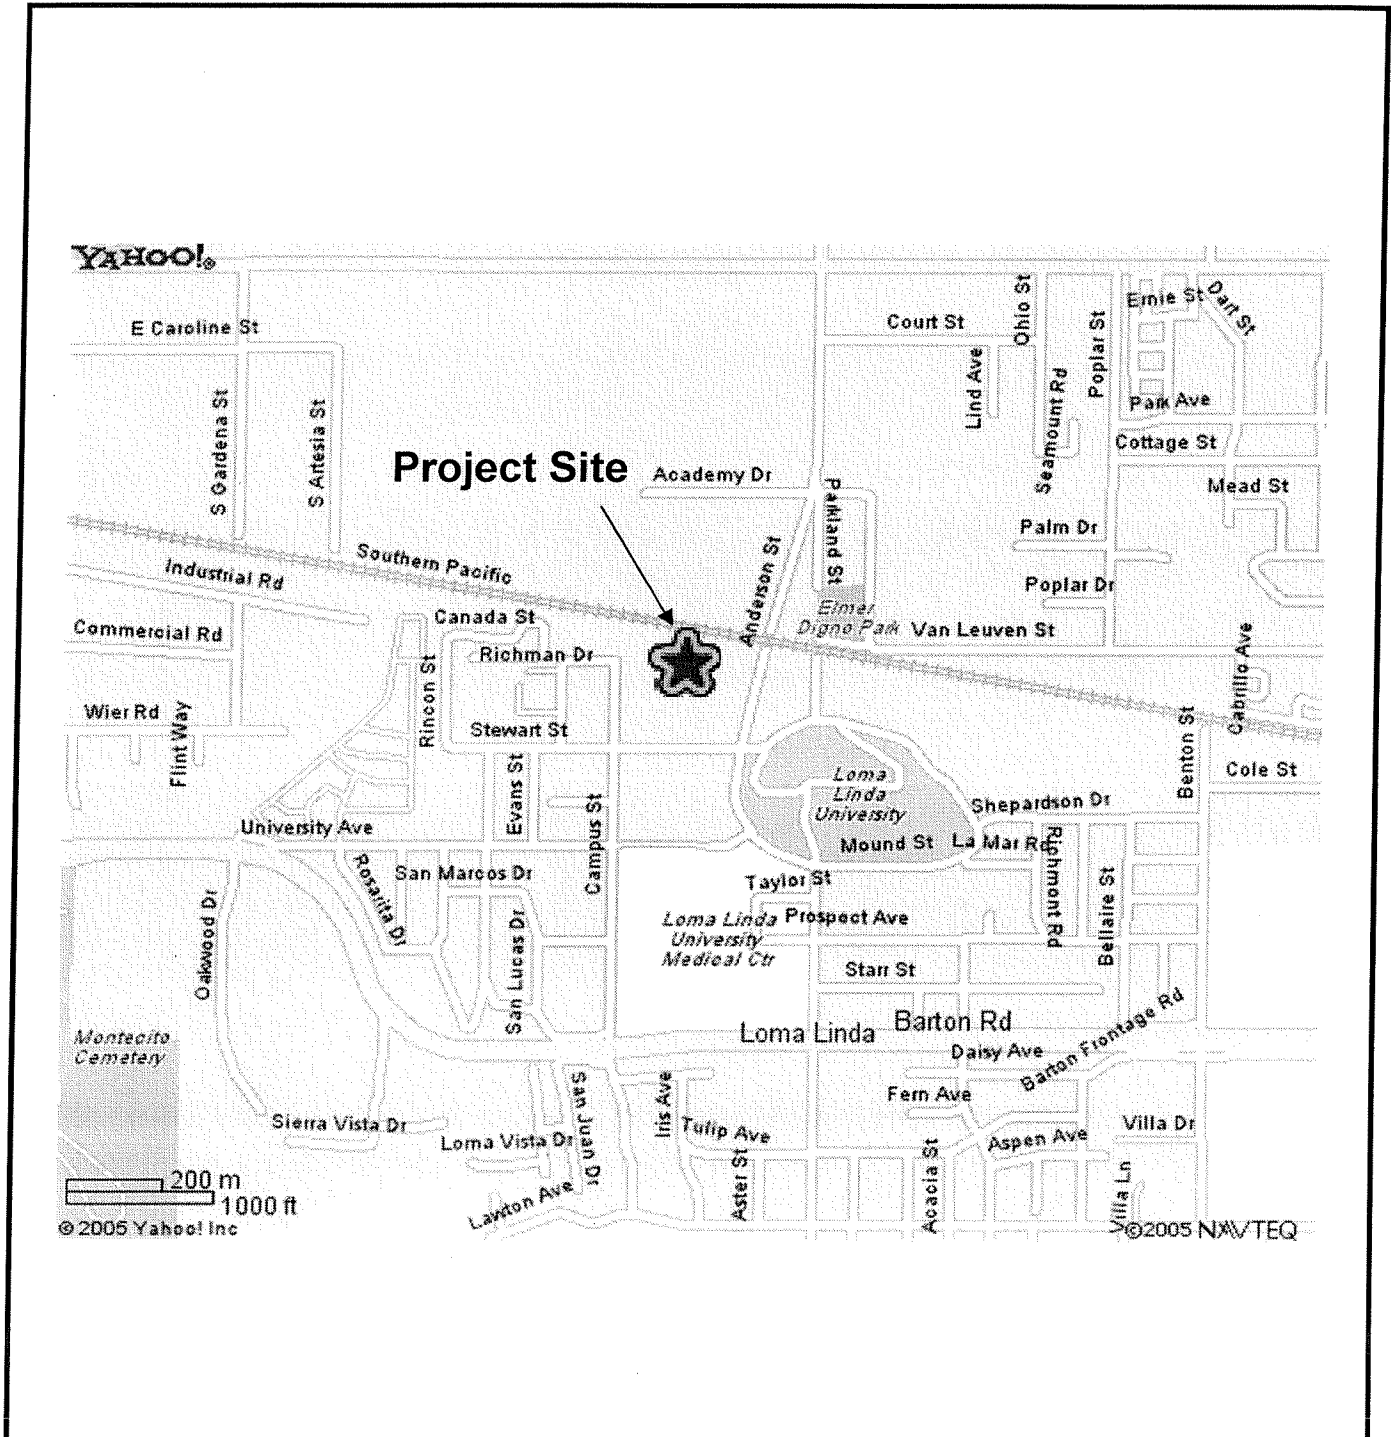 YAHOO!®
E Caroline St
Court St
Ohio St
Ernie St
Dart St
Poplar St
Lind Ave
Seamount Rd
Park Ave
S Gardena St
S Artesia St
Cottage St
Project Site
Academy Dr
Mead St
Parkland St
Palm Dr
Southern Pacific
Industrial Rd
Anderson St
Poplar Dr
Elmer
Digno Park
Canada St
Commercial Rd
Van Leuven St
Cabrillo Ave
Richman Dr
Rincon St
Wier Rd
Flint Way
Stewart St
Benton St
Cole St
Evans St
Loma
Linda
University
Shepardson Dr
University Ave
Campus St
Mound St
La Mar Rd
Richmont Rd
Rosarita Dr
San Marcos Dr
Taylor St
Bellaire St
Oakwood Dr
San Lucas Dr
Loma Linda
University
Medical Ctr
Prospect Ave
Starr St
Barton Rd
Loma Linda
Montecito
Cemetery
Daisy Ave
Barton Frontage Rd
Fern Ave
Iris Ave
San Juan Dr
Sierra Vista Dr
Loma Vista Dr
Tulip Ave
Aspen Ave
Villa Dr
Aster St
Acacia St
Villa Ln
Lawton Ave
200 m
1000 ft
© 2005 Yahoo! Inc
©2005 NAVTEQ